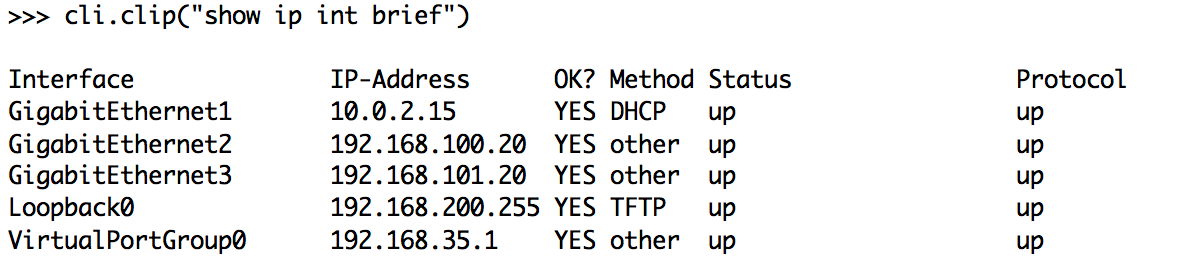 >>> cli.clip("show ip int brief")
Interface IP-Address OK? Method Status Protocol
GigabitEthernet1 10.0.2.15 YES DHCP up up
GigabitEthernet2 192.168.100.20 YES other up up
GigabitEthernet3 192.168.101.20 YES other up up
Loopback0 192.168.200.255 YES TFTP up up
VirtualPortGroup0 192.168.35.1 YES other up up